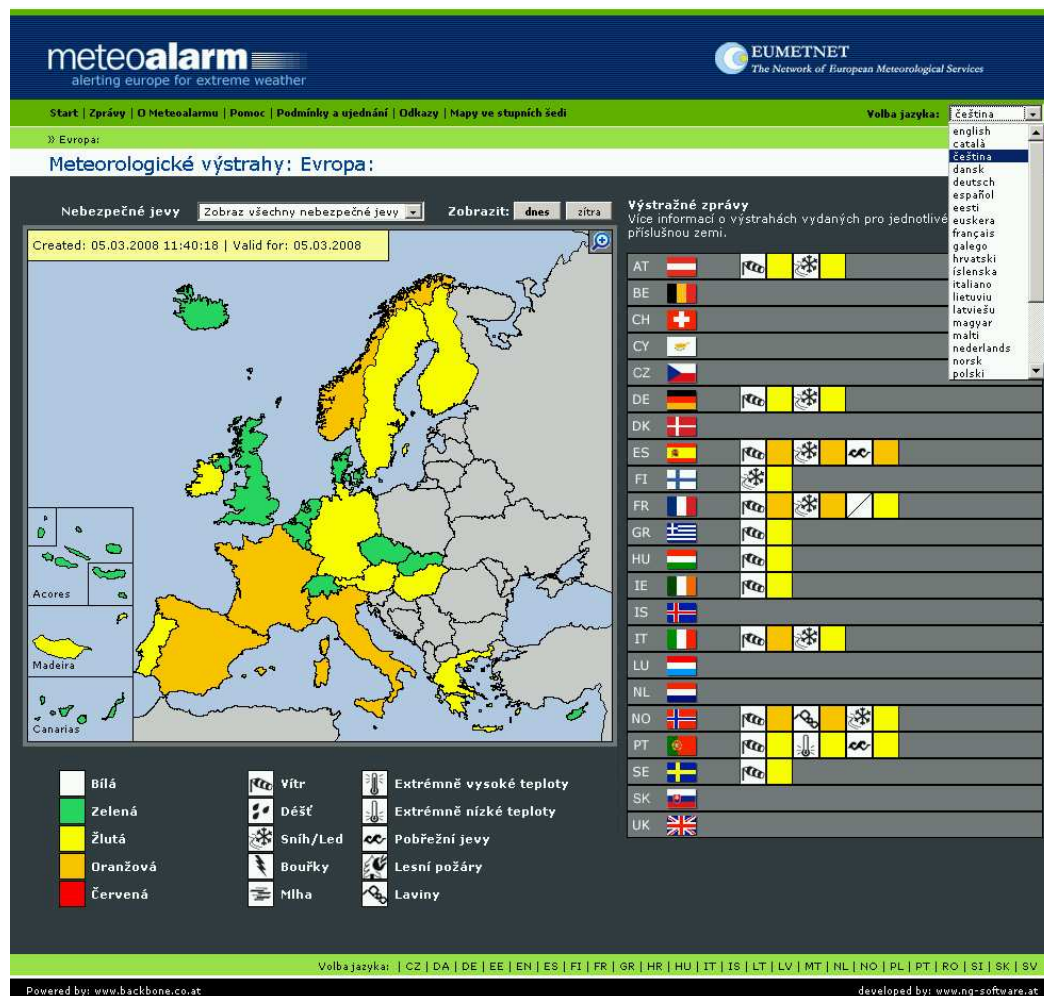 meteoalarm
alerting europe for extreme weather
EUMETNET
The Network of European Meteorological Services
Start | Zprávy | O Meteoalarmu | Pomoc | Podmínky a ujednání | Odkazy | Mapy ve stupních šedi
Volba jazyka: čeština
» Evropa:
Meteorologické výstrahy: Evropa:
english
català
čeština
dansk
deutsch
español
eesti
euskera
français
galego
hrvatski
íslenska
italiano
lietuviu
latviešu
magyar
malti
nederlands
norsk
polski
Nebezpečné jevy Zobraz všechny nebezpečné jevy Zobrazit: dnes zítra
Created: 05.03.2008 11:40:18 | Valid for: 05.03.2008
Acores
Madeira
Canarias
Výstražné zprávy
Více informací o výstrahách vydaných pro jednotlivé
příslušnou zemi.
AT
BE
CH
CY
CZ
DE
DK
ES
FI
FR
GR
HU
IE
IS
IT
LU
NL
NO
PT
SE
SK
UK
Bílá
Zelená
Žlutá
Oranžová
Červená
Vítr
Déšť
Sníh/Led
Bouřky
Mlha
Extrémně vysoké teploty
Extrémně nízké teploty
Pobřežní jevy
Lesní požáry
Laviny
Volba jazyka: | CZ | DA | DE | EE | EN | ES | FI | FR | GR | HR | HU | IT | IS | LT | LV | MT | NL | NO | PL | PT | RO | SI | SK | SV
Powered by: www.backbone.co.at
developed by: www.ng-software.at